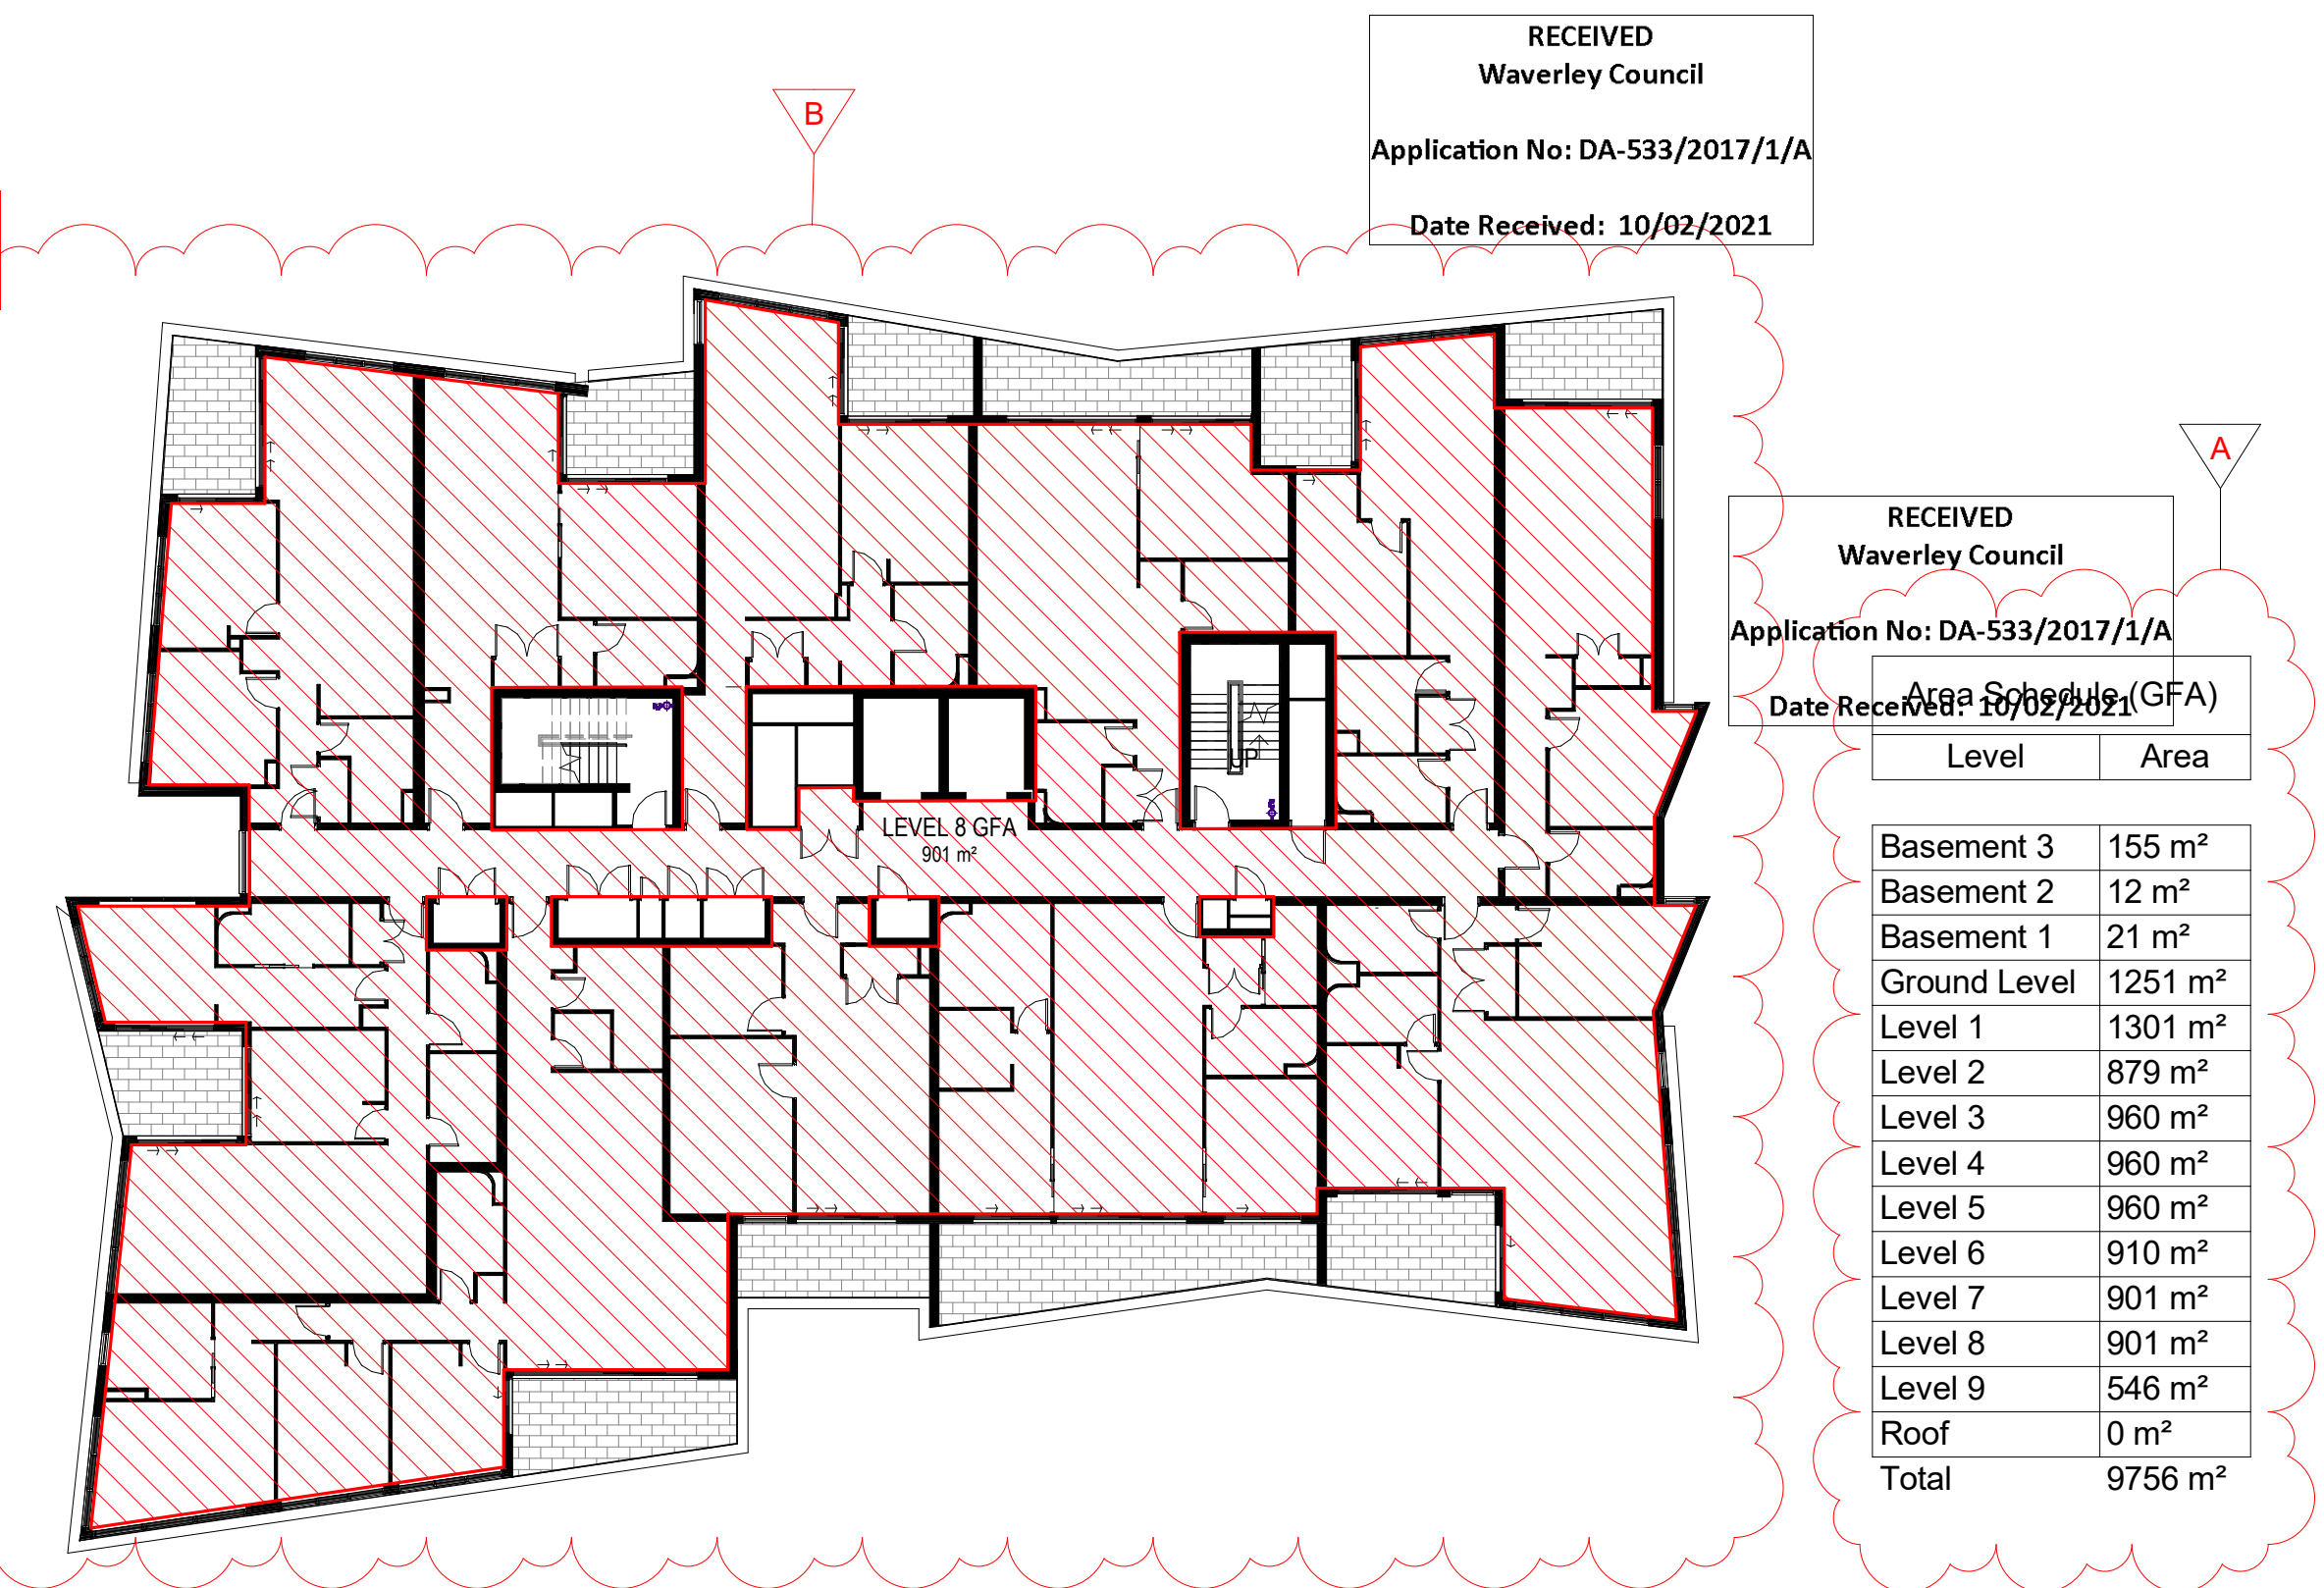 RECEIVED
Waverley Council
Application No: DA-533/2017/1/A
Date Received: 10/02/2021
B
A
RECEIVED
Waverley Council
Application No: DA-533/2017/1/A
Date Received: 10/02/2021
Area Schedule (GFA)
Level Area
Basement 3 155 m²
Basement 2 12 m²
Basement 1 21 m²
Ground Level 1251 m²
Level 1 1301 m²
Level 2 879 m²
Level 3 960 m²
Level 4 960 m²
Level 5 960 m²
Level 6 910 m²
Level 7 901 m²
Level 8 901 m²
Level 9 546 m²
Roof 0 m²
Total 9756 m²
UP
LEVEL 8 GFA
901 m²